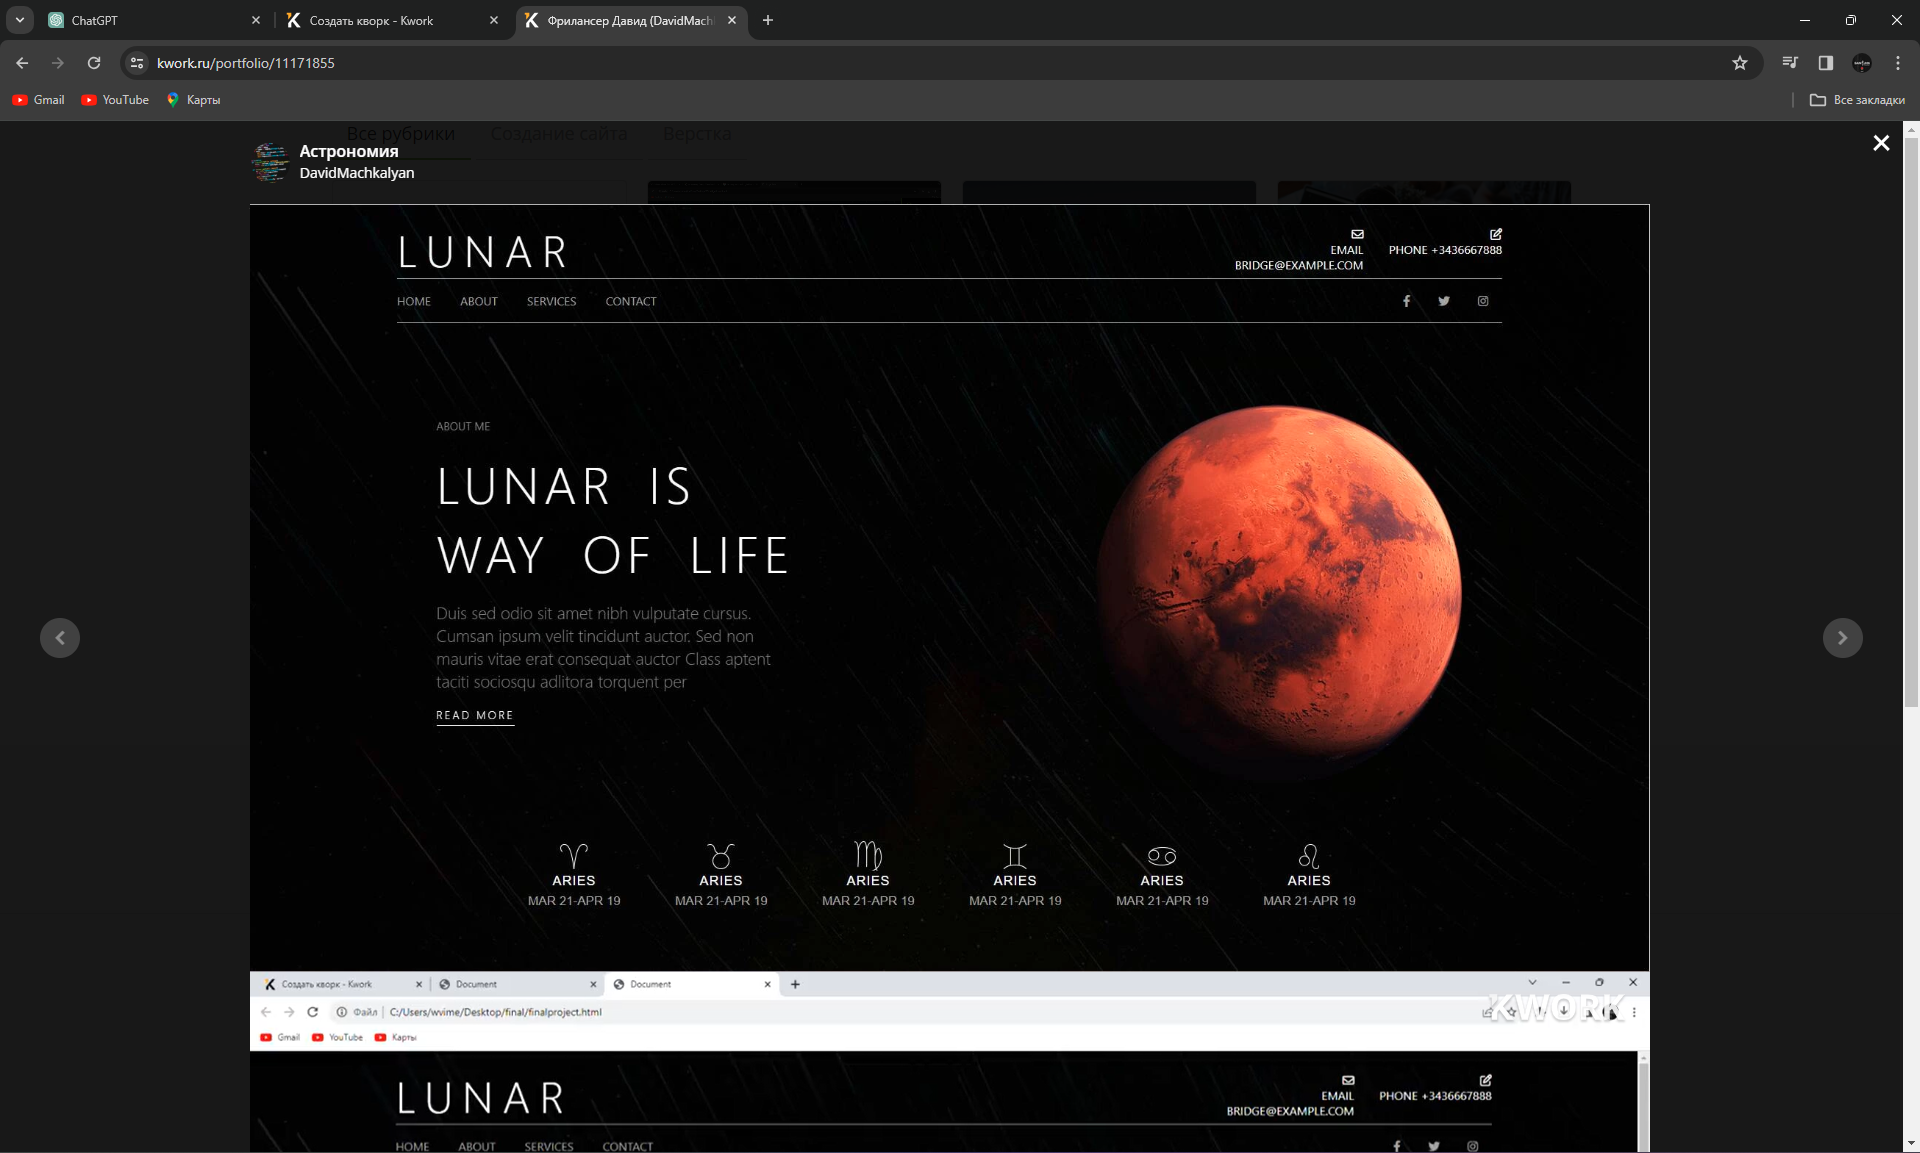 ChatGPT
Создать кворк - Kwork
Фрилансер Давид (DavidMach
kwork.ru/portfolio/11171855
Gmail
YouTube
Карты
Все закладки
Все рубрики
Создание сайта
Верстка
Астрономия
DavidMachkalyan
LUNAR
EMAIL
BRIDGE@EXAMPLE.COM
PHONE +3436667888
HOME ABOUT SERVICES CONTACT
ABOUT ME
LUNAR IS
WAY OF LIFE
Duis sed odio sit amet nibh vulputate cursus.
Cumsan ipsum velit tincidunt auctor. Sed non
mauris vitae erat consequat auctor Class aptent
taciti sociosqu adlitora torquent per
READ MORE
ARIES ARIES ARIES ARIES ARIES ARIES
MAR 21-APR 19 MAR 21-APR 19 MAR 21-APR 19 MAR 21-APR 19 MAR 21-APR 19 MAR 21-APR 19
Создать кворк - Kwork
Document
Document
Файл
C:/Users/wvime/Desktop/final/finalproject.html
KWORK
Gmail
YouTube
Карты
LUNAR
EMAIL
BRIDGE@EXAMPLE.COM
PHONE +3436667888
HOME ABOUT SERVICES CONTACT